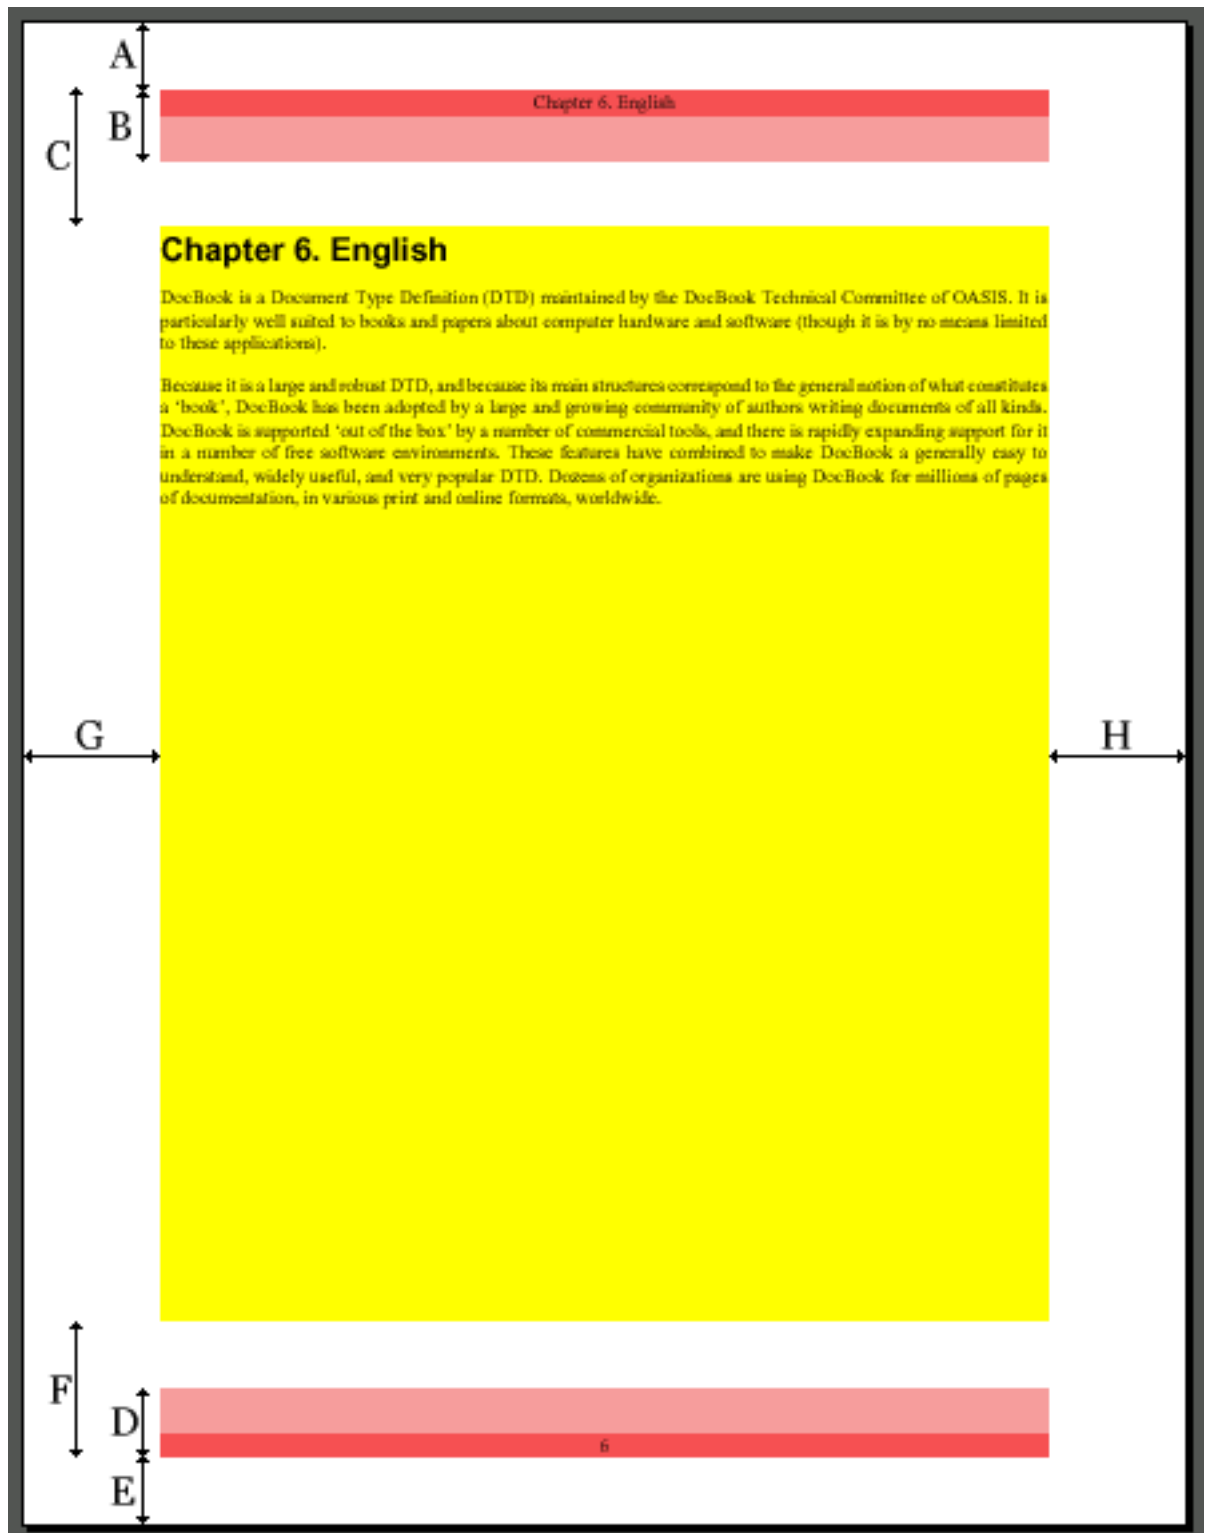 A
Chapter 6. English
B
C
Chapter 6. English
DocBook is a Document Type Definition (DTD) maintained by the DocBook Technical Committee of OASIS. It is
particularly well suited to books and papers about computer hardware and software (though it is by no means limited
to these applications).
Because it is a large and robust DTD, and because its main structures correspond to the general notion of what constitutes
a ‘book’, DocBook has been adopted by a large and growing community of authors writing documents of all kinds.
DocBook is supported ‘out of the box’ by a number of commercial tools, and there is rapidly expanding support for it
in a number of free software environments. These features have combined to make DocBook a generally easy to
understand, widely useful, and very popular DTD. Dozens of organizations are using DocBook for millions of pages
of documentation, in various print and online formats, worldwide.
G
H
F
D
6
E